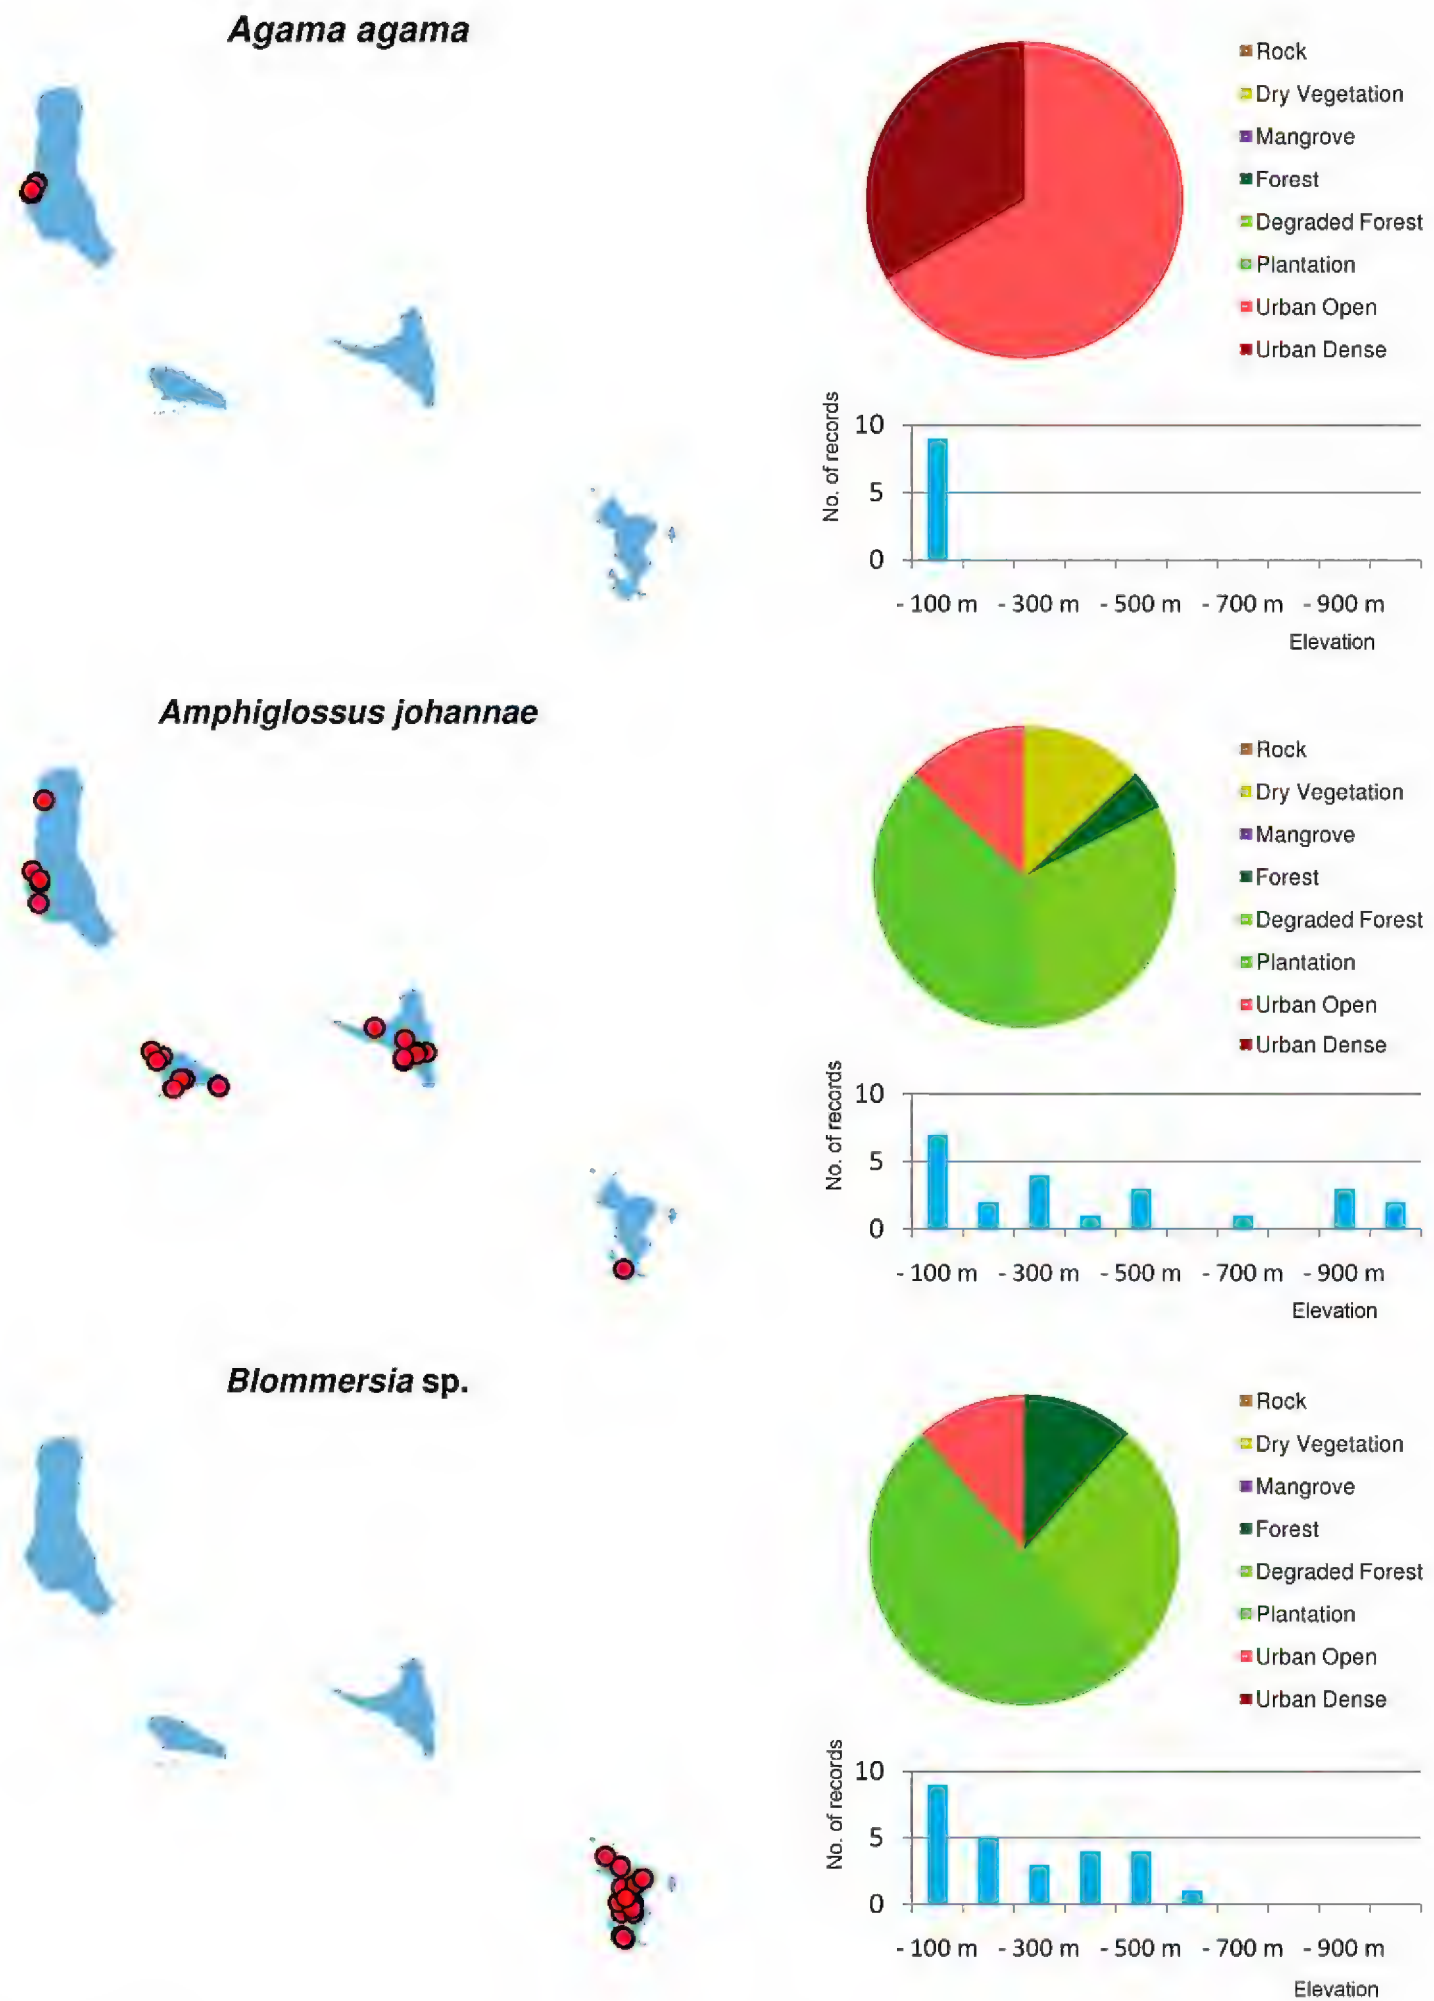 Agama agama
Rock
Dry Vegetation
Mangrove
Forest
Degraded Forest
Plantation
Urban Open
Urban Dense
No. of records
10
5
0
- 100 m - 300 m - 500 m - 700 m - 900 m
Elevation
Amphiglossus johannae
Rock
Dry Vegetation
Mangrove
Forest
Degraded Forest
Plantation
Urban Open
Urban Dense
No. of records
10
5
0
- 100 m - 300 m - 500 m - 700 m - 900 m
Elevation
Blommersia sp.
Rock
Dry Vegetation
Mangrove
Forest
Degraded Forest
Plantation
Urban Open
Urban Dense
No. of records
10
5
0
- 100 m - 300 m - 500 m - 700 m - 900 m
Elevation